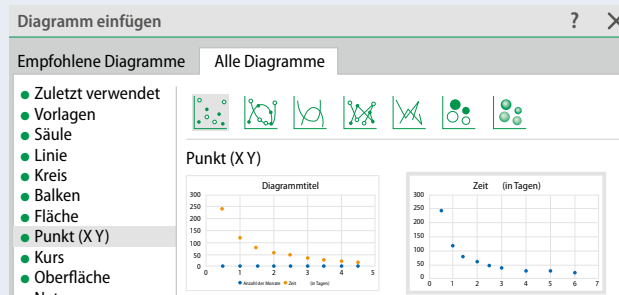 Diagramm einfügen ? X
Empfohlene Diagramme Alle Diagramme
Zuletzt verwendet
Vorlagen
Säule
Linie
Kreis
Balken
Fläche
Punkt (X Y)
Kurs
Oberfläche
Punkt (X Y)
Diagrammtitel
300
250
200
150
100
50
0
0 1 2 3 4 5
Anzahl der Monate Zeit (in Tagen)
Zeit (in Tagen)
300
250
200
150
100
50
0
0 1 2 3 4 5 6 7